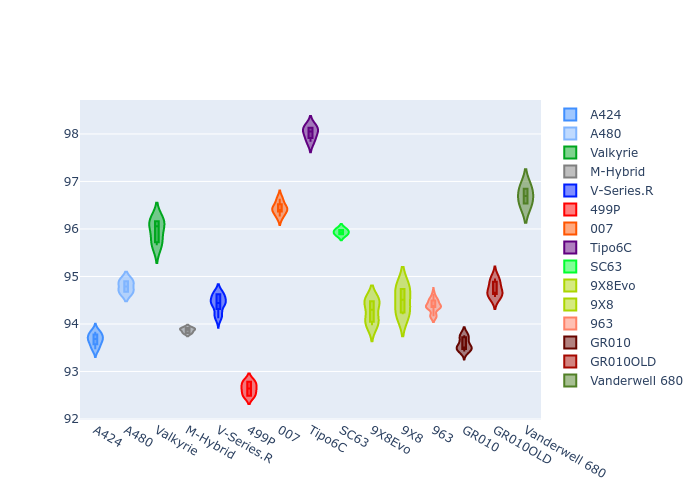 98
97
96
95
94
93
92
A424
A480
Valkyrie
M-Hybrid
V-Series.R
499P
007
Tipo6C
SC63
9X8Evo
9X8
963
GR010
GR010OLD
Vanderwell 680
A424
A480
Valkyrie
M-Hybrid
V-Series.R
499P
007
Tipo6C
SC63
9X8Evo
9X8
963
GR010
GR010OLD
Vanderwell 680